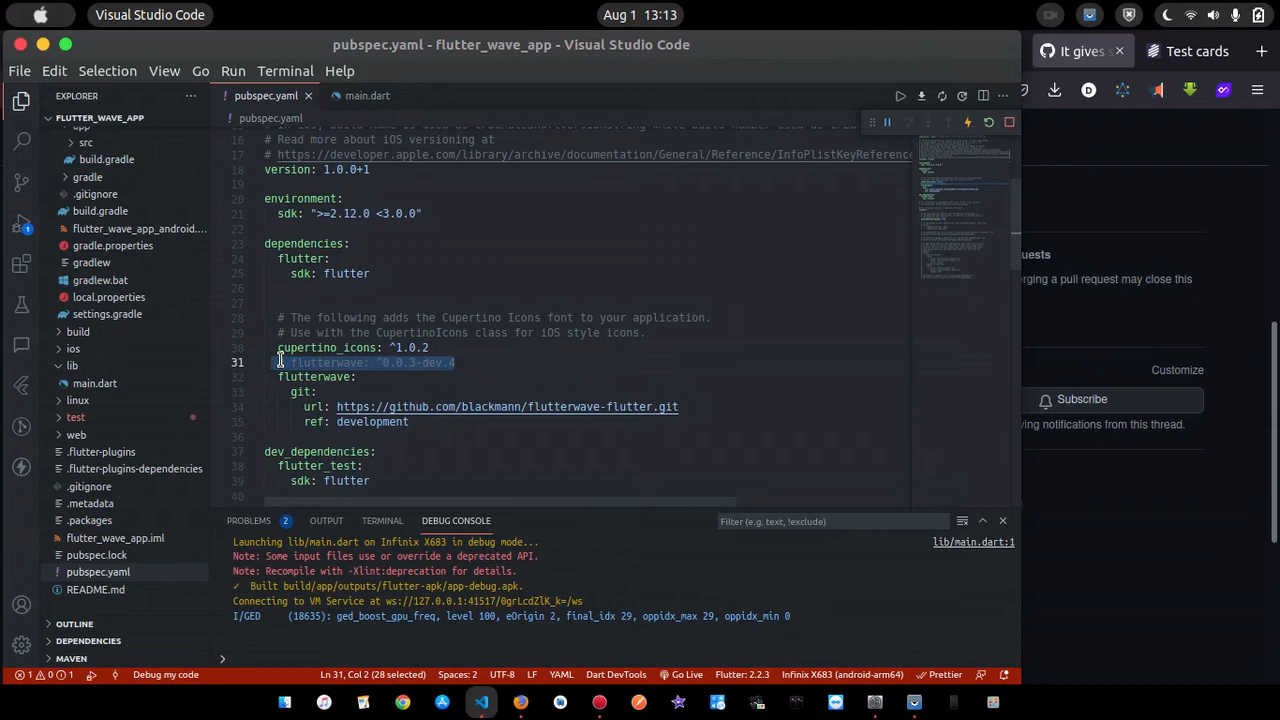 Visual Studio Code
Aug 1 13:13
pubspec.yaml - flutter_wave_app - Visual Studio Code
It gives s
Test cards
File Edit Selection View Go Run Terminal Help
EXPLORER
pubspec.yaml
main.dart
FLUTTER_WAVE_APP
pubspec.yaml
app
src
build.gradle
gradle
.gitignore
build.gradle
flutter_wave_app_android....
gradle.properties
gradlew
gradlew.bat
local.properties
settings.gradle
build
ios
lib
main.dart
linux
test
web
.flutter-plugins
.flutter-plugins-dependencies
.gitignore
.metadata
.packages
flutter_wave_app.iml
pubspec.lock
pubspec.yaml
README.md
OUTLINE
DEPENDENCIES
MAVEN
1
16 # Read more about iOS versioning at
17 # https://developer.apple.com/library/archive/documentation/General/Reference/InfoPlistKeyReference
18 version: 1.0.0+1
19
20 environment:
21 sdk: ">=2.12.0 <3.0.0"
22
23 dependencies:
24 flutter:
25 sdk: flutter
26
27
28 # The following adds the Cupertino Icons font to your application.
29 # Use with the CupertinoIcons class for iOS style icons.
30 cupertino_icons: ^1.0.2
31 flutterwave: ^0.0.3-dev.4
32 flutterwave:
33 git:
34 url: https://github.com/blackmann/flutterwave-flutter.git
35 ref: development
36
37 dev_dependencies:
38 flutter_test:
39 sdk: flutter
40
PROBLEMS 2 OUTPUT TERMINAL DEBUG CONSOLE
Filter (e.g. text, !exclude)
Launching lib/main.dart on Infinix X683 in debug mode...
lib/main.dart:1
Note: Some input files use or override a deprecated API.
Note: Recompile with -Xlint:deprecation for details.
✓ Built build/app/outputs/flutter-apk/app-debug.apk.
Connecting to VM Service at ws://127.0.0.1:41517/0grLcdZlK_k=/ws
I/GED (18635): ged_boost_gpu_freq, level 100, eOrigin 2, final_idx 29, oppidx_max 29, oppidx_min 0
1 0 1 Debug my code
Ln 31, Col 2 (28 selected) Spaces: 2 UTF-8 LF YAML Dart DevTools Go Live Flutter: 2.2.3 Infinix X683 (android-arm64) Prettier
uests
erging a pull request may close
Customize
Subscribe
ving notifications from this thread.